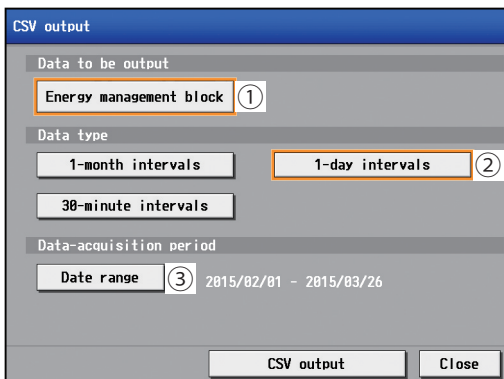 CSV output
Data to be output
Energy management block ①
Data type
1-month intervals 1-day intervals ②
30-minute intervals
Data-acquisition period
Date range ③ 2015/02/01 - 2015/03/26
CSV output Close